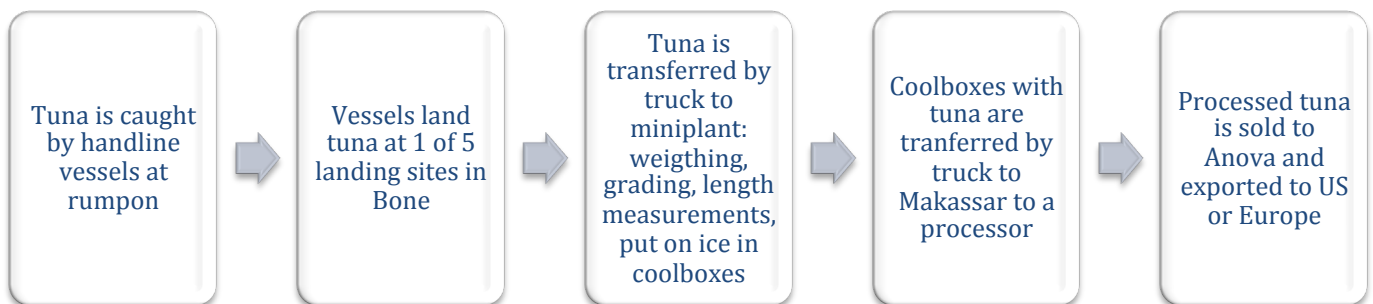 Tuna is caught
by handline
vessels at
rumpon
Vessels land
tuna at 1 of 5
landing sites in
Bone
Tuna is
transferred by
truck to
miniplant:
weigthing,
grading, length
measurements,
put on ice in
coolboxes
Coolboxes with
tuna are
tranferred by
truck to
Makassar to a
processor
Processed tuna
is sold to
Anova and
exported to US
or Europe